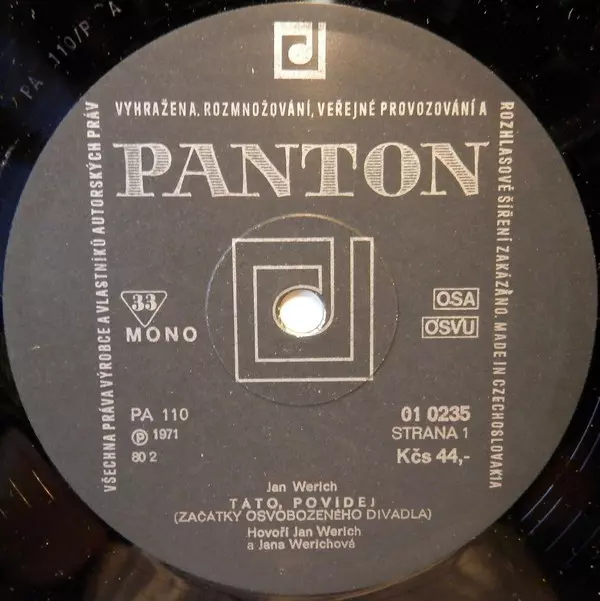 PA 110/P A
VŠECHNA PRÁVA VÝROBCE A VLASTNÍKŮ AUTORSKÝCH PRÁV
VYHRAŽENA. ROZMNOŽOVÁNÍ, VEŘEJNÉ PROVOZOVÁNÍ A
ROZHLASOVÉ ŠÍŘENÍ ZAKÁZÁNO. MADE IN CZECHOSLOVAKIA
PANTON
33
MONO
OSA
OSVU
PA 110
℗ 1971
80 2
01 0235
STRANA 1
Kčs 44,-
Jan Werich
TÁTO, POVÍDEJ
(ZAČÁTKY OSVOBOZENÉHO DIVADLA)
Hovoří Jan Werich
a Jana Werichová